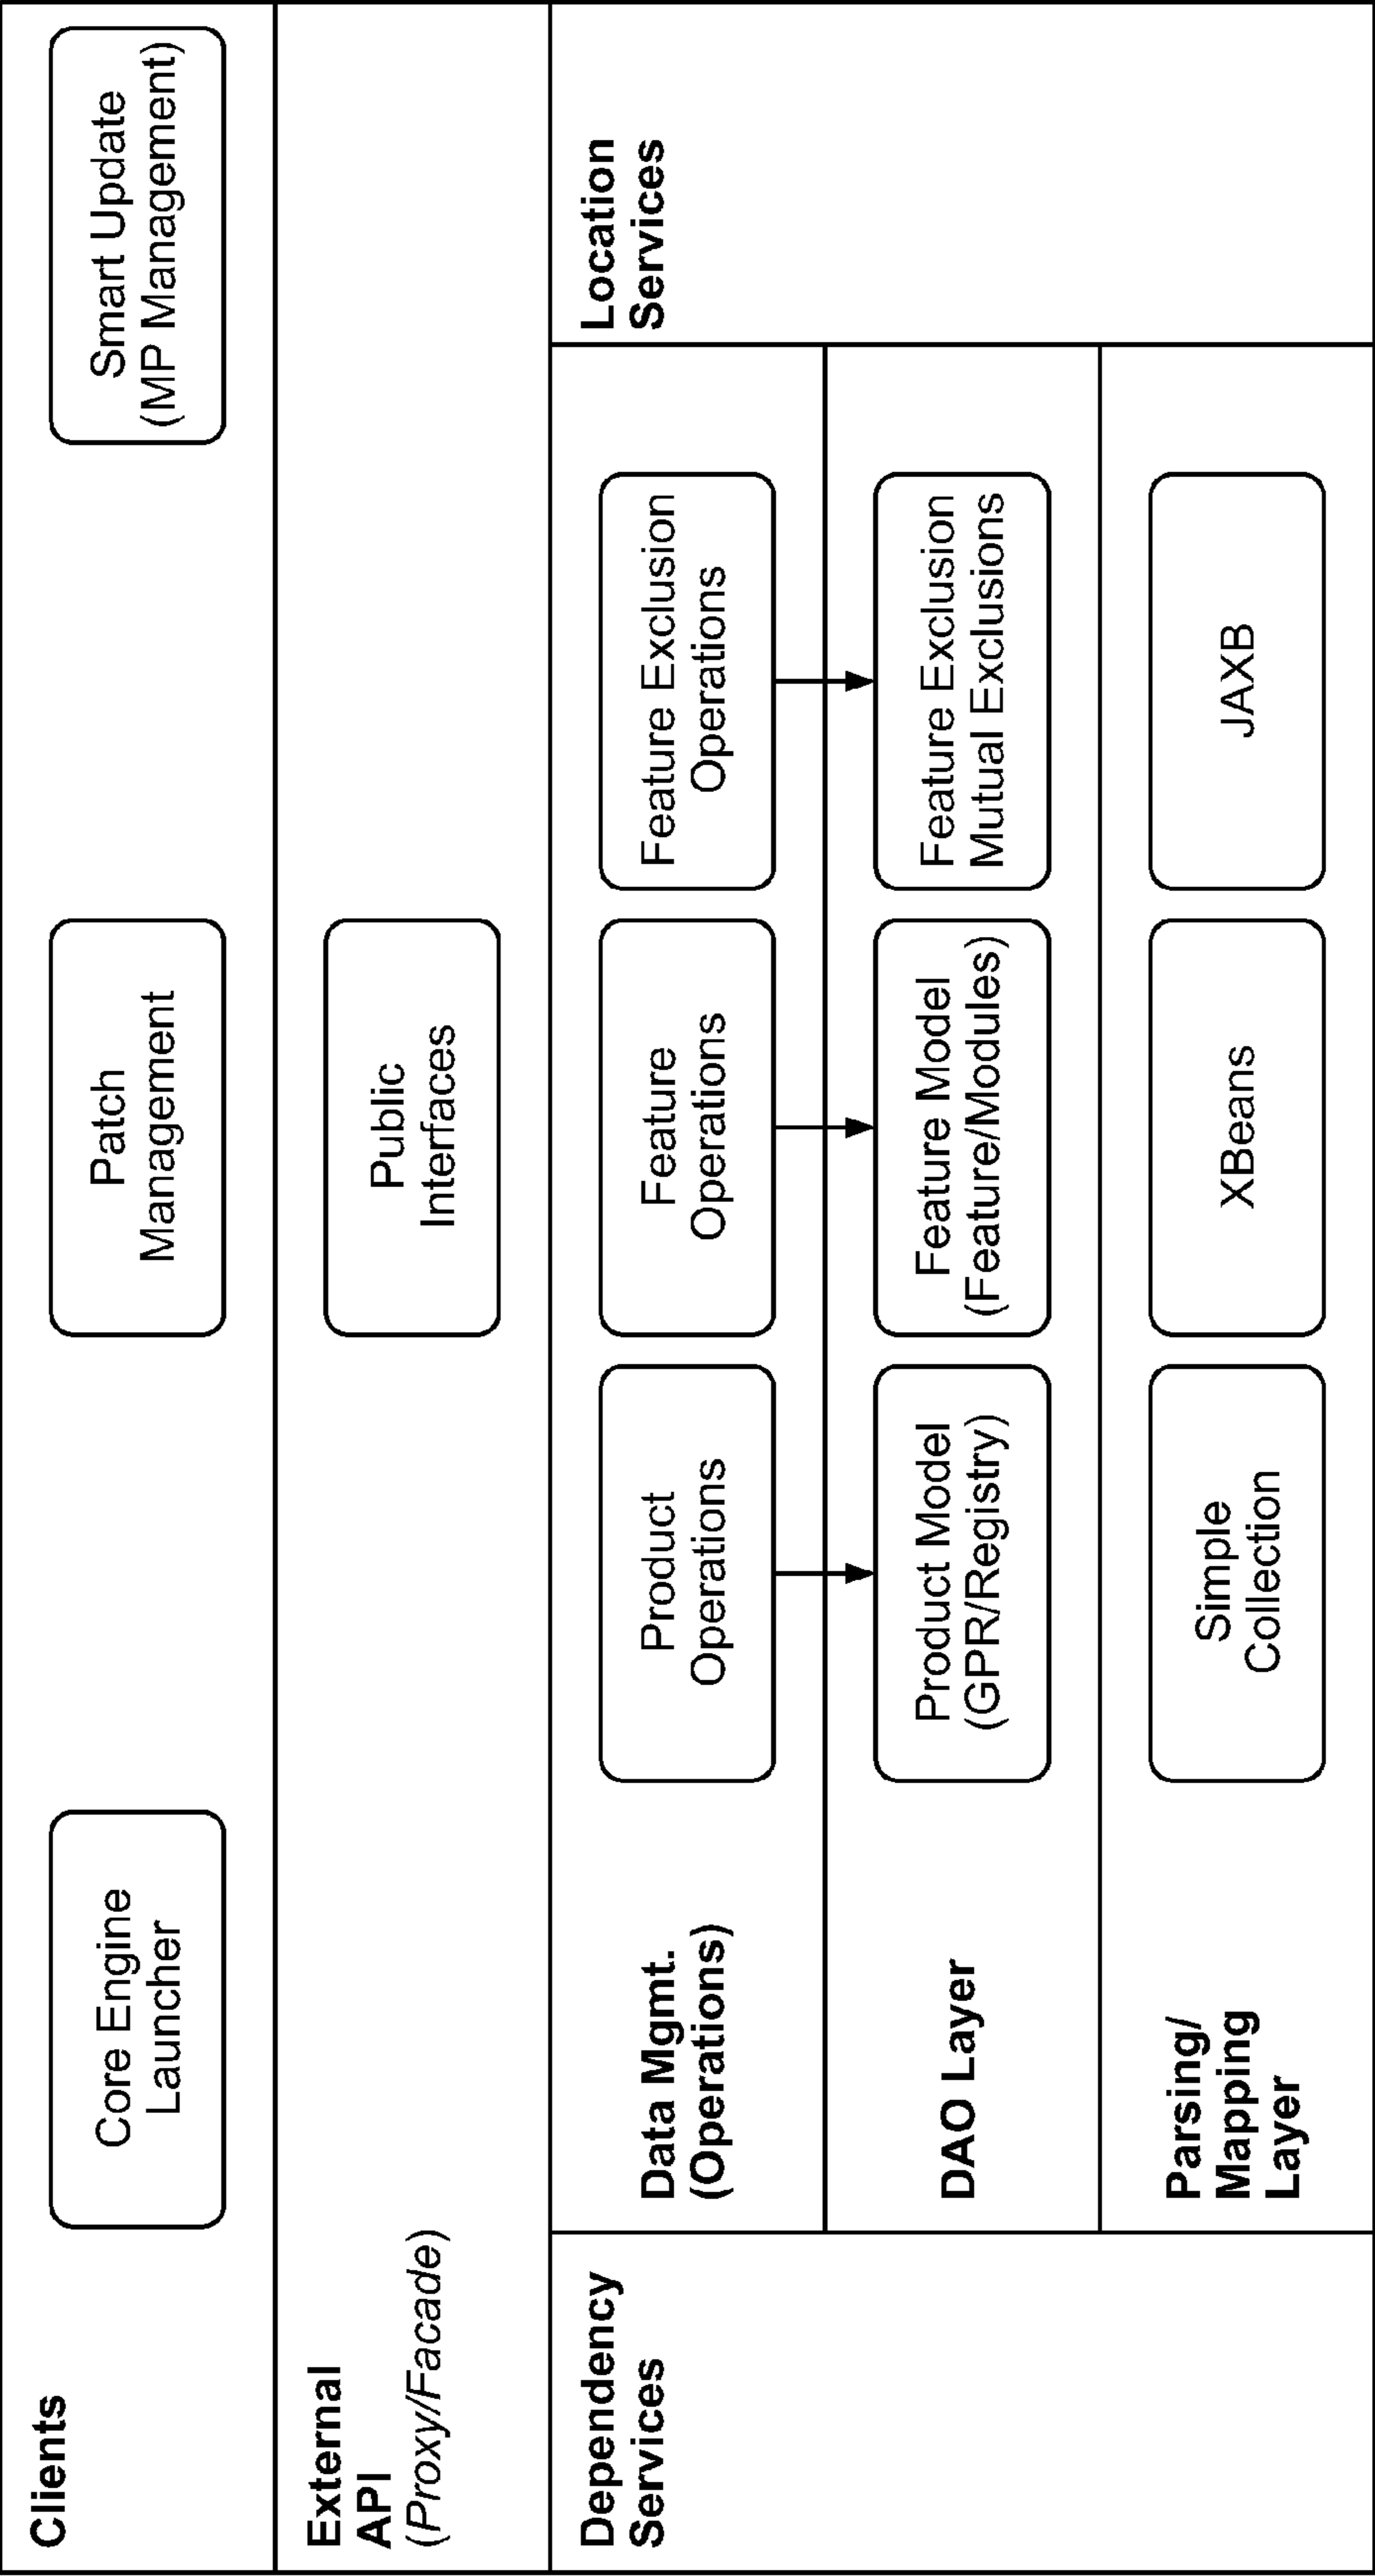 Clients
Core Engine
Launcher
Patch
Management
Smart Update
(MP Management)
External
API
(Proxy/Facade)
Public
Interfaces
Dependency
Services
Data Mgmt.
(Operations)
Product
Operations
Feature
Operations
Feature Exclusion
Operations
DAO Layer
Product Model
(GPR/Registry)
Feature Model
(Feature/Modules)
Feature Exclusion
Mutual Exclusions
Parsing/
Mapping
Layer
Simple
Collection
XBeans
JAXB
Location
Services